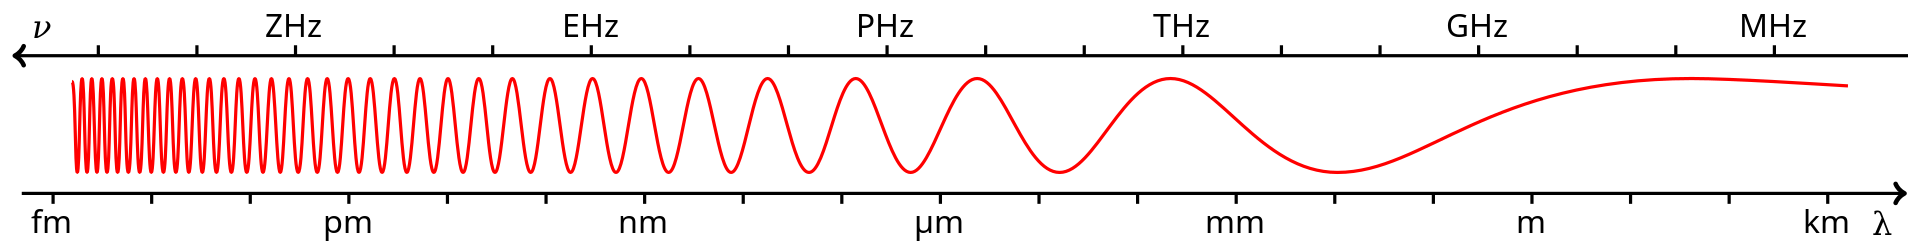 ν ZHz EHz PHz THz GHz MHz
fm pm nm μm mm m km λ